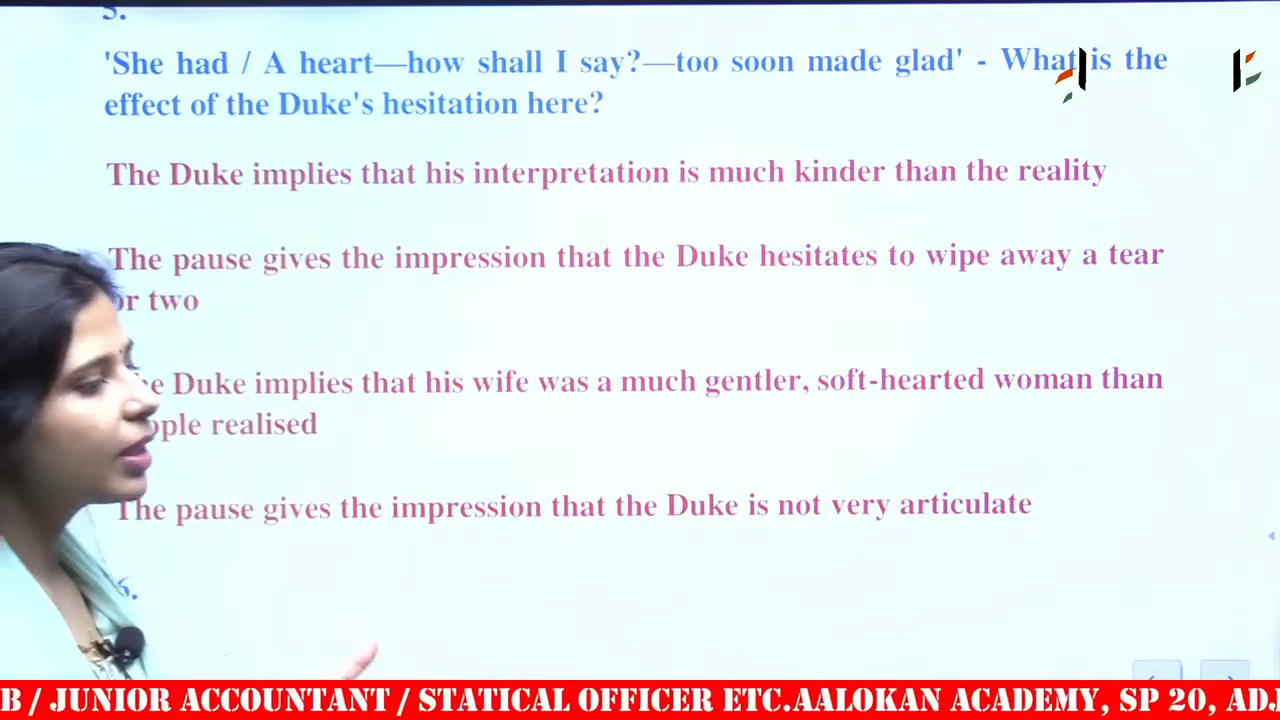 5.
'She had / A heart—how shall I say?—too soon made glad' - What is the
effect of the Duke's hesitation here?
The Duke implies that his interpretation is much kinder than the reality
The pause gives the impression that the Duke hesitates to wipe away a tear
or two
Duke implies that his wife was a much gentler, soft-hearted woman than
realised
The pause gives the impression that the Duke is not very articulate
6.
B / JUNIOR ACCOUNTANT / STATICAL OFFICER ETC.AALOKAN ACADEMY, SP 20, ADJ